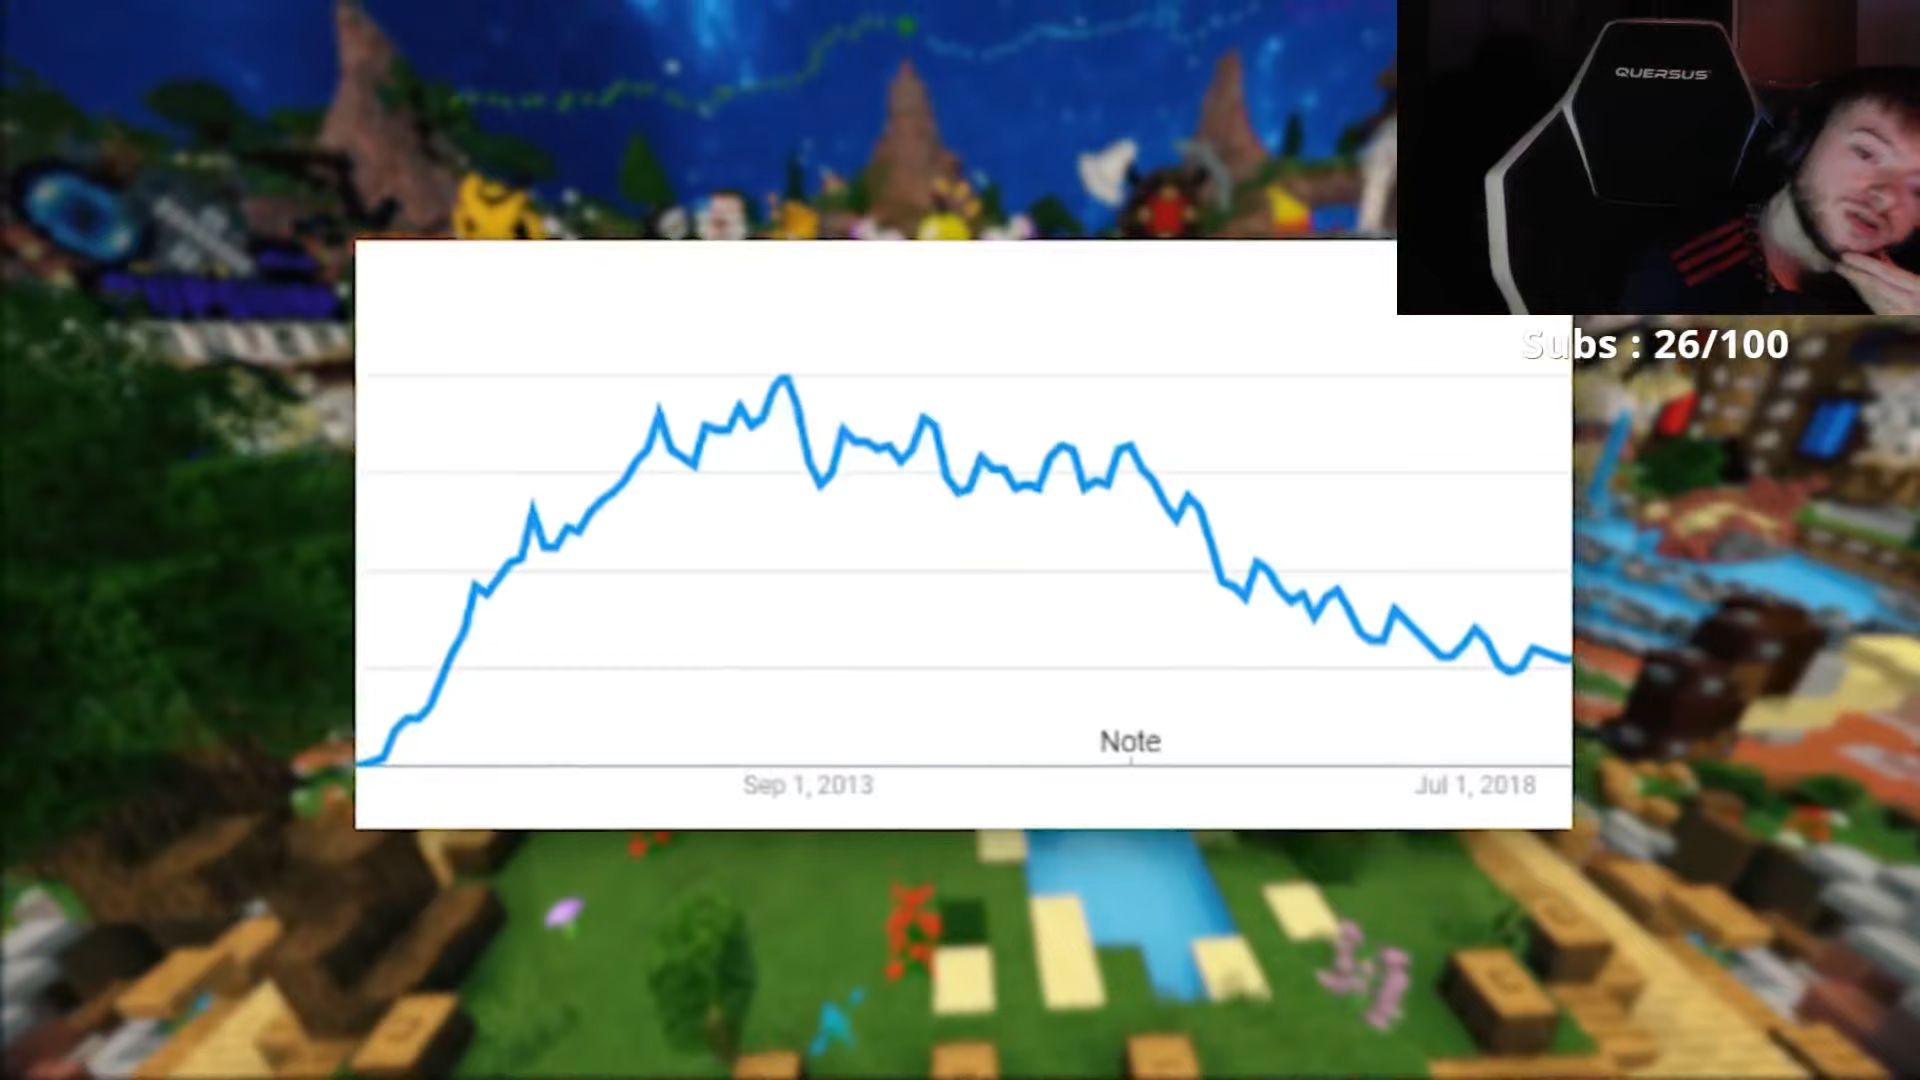 QUERSUS
Subs : 26/100
Note
Sep 1, 2013
Jul 1, 2018